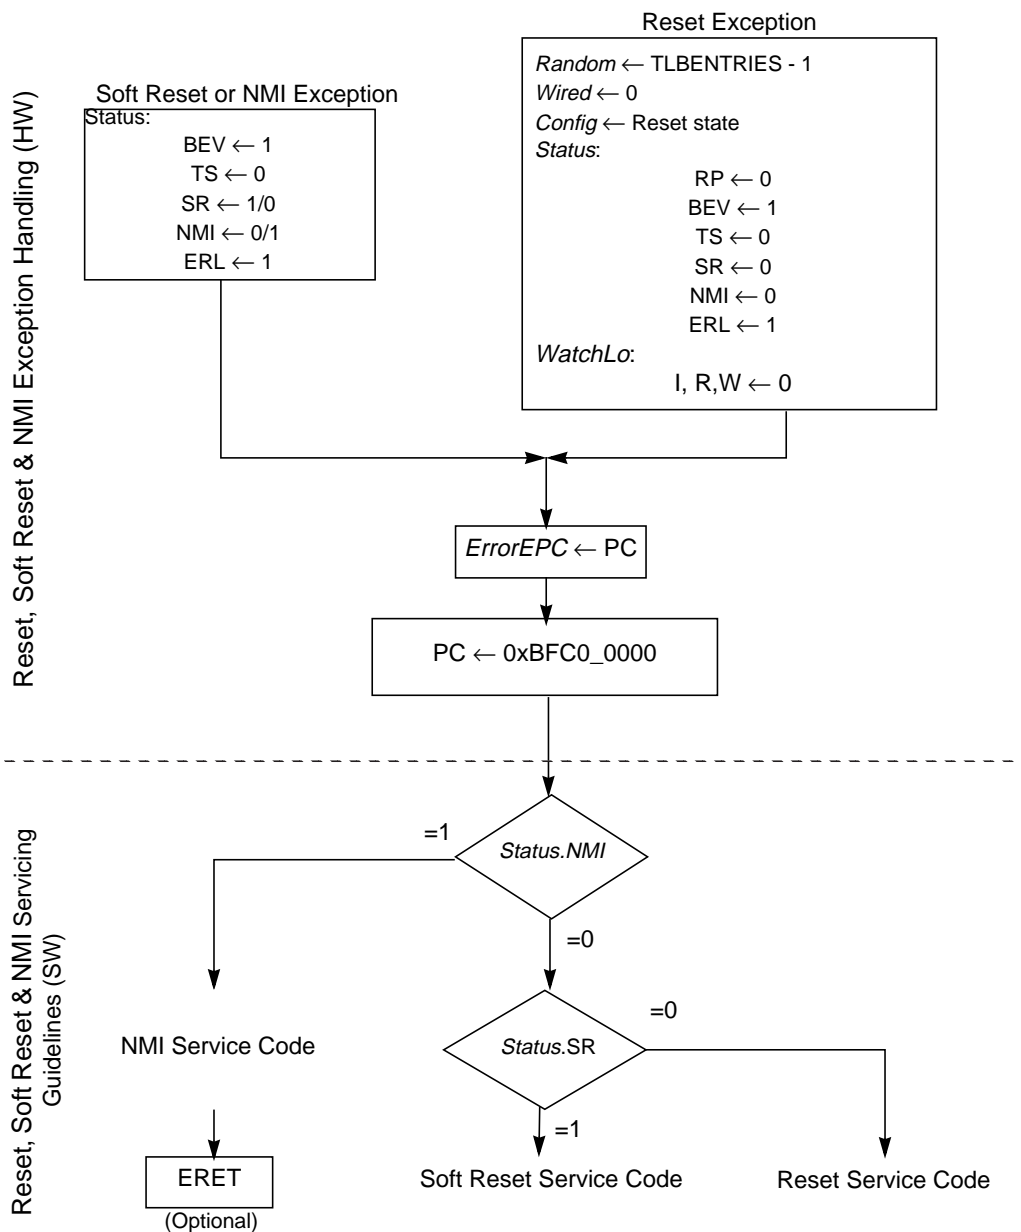 Reset Exception
Random ← TLBENTRIES - 1
Wired ← 0
Config ← Reset state
Status:
RP ← 0
BEV ← 1
TS ← 0
SR ← 0
NMI ← 0
ERL ← 1
WatchLo:
I, R,W ← 0
Soft Reset or NMI Exception
Status:
BEV ← 1
TS ← 0
SR ← 1/0
NMI ← 0/1
ERL ← 1
Reset, Soft Reset & NMI Exception Handling (HW)
ErrorEPC ← PC
PC ← 0xBFC0_0000
Reset, Soft Reset & NMI Servicing
Guidelines (SW)
=1
Status.NMI
=0
Status.SR
=0
=1
NMI Service Code
ERET
(Optional)
Soft Reset Service Code
Reset Service Code